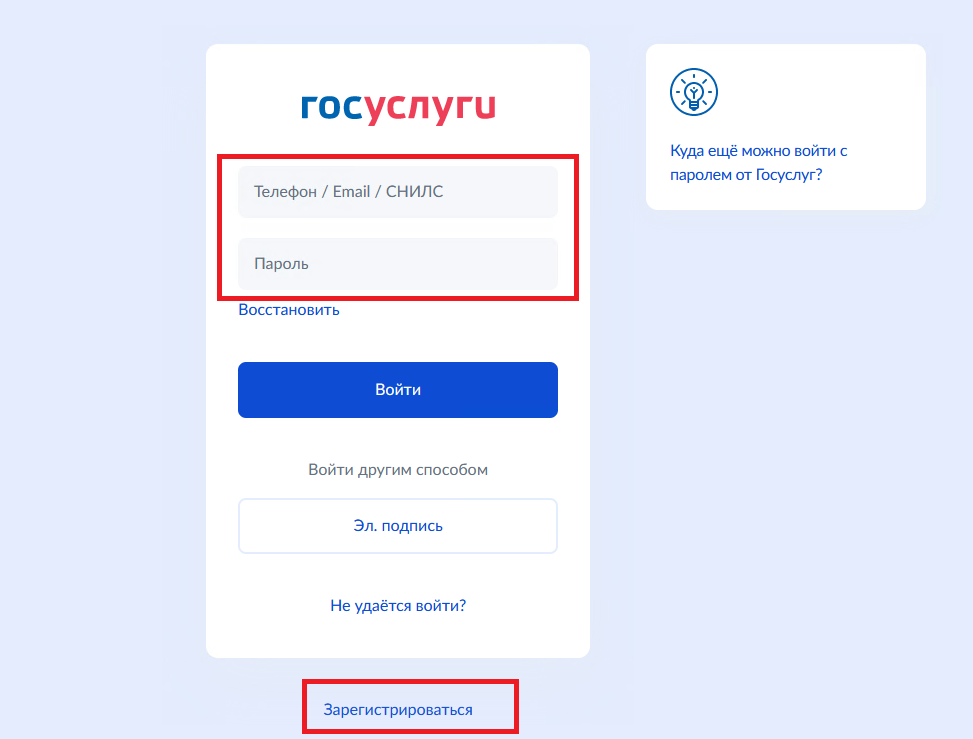 госуслуги
Телефон / Email / СНИЛС
Пароль
Восстановить
Войти
Войти другим способом
Эл. подпись
Не удаётся войти?
Зарегистрироваться
Куда ещё можно войти с
паролем от Госуслуг?